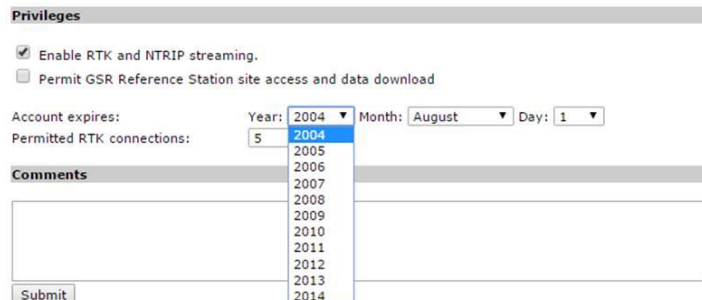 Privileges
Enable RTK and NTRIP streaming.
Permit GSR Reference Station site access and data download
Account expires: Year: 2004 Month: August Day: 1
Permitted RTK connections: 5
2004
2005
2006
2007
2008
2009
2010
2011
2012
2013
2014
Comments
Submit